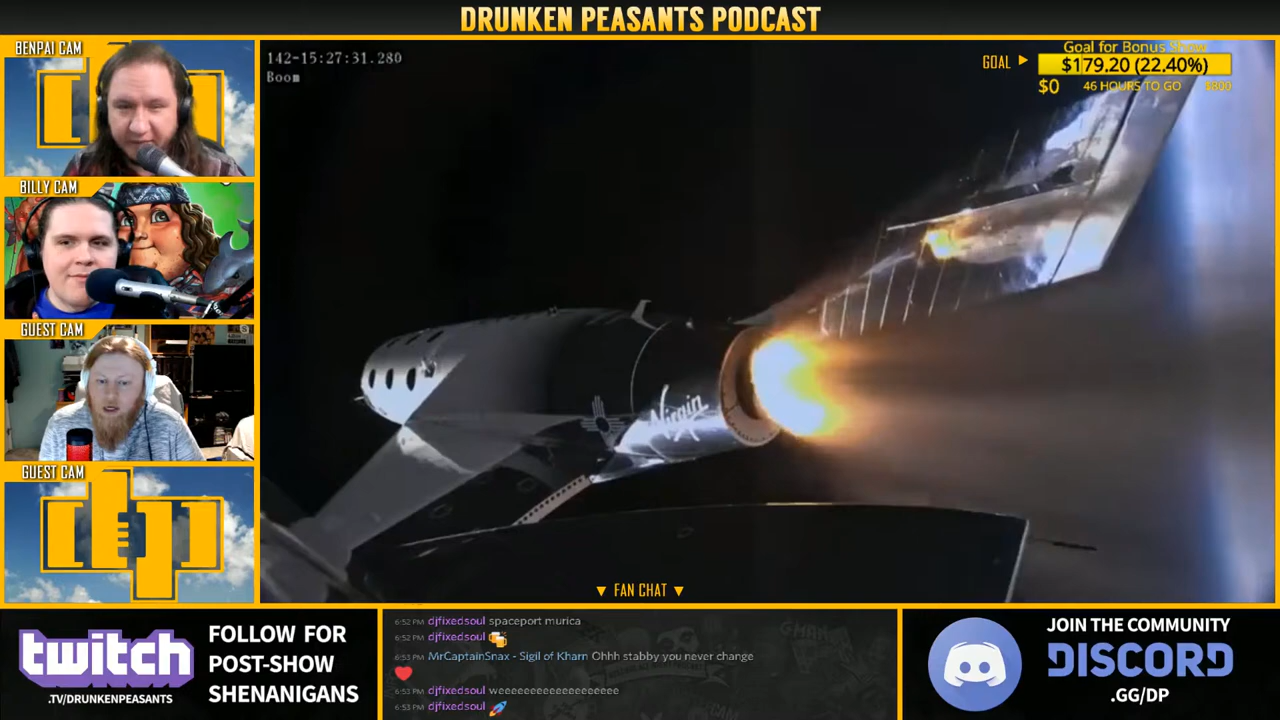 DRUNKEN PEASANTS PODCAST
BENPAI CAM
BILLY CAM
GUEST CAM
GUEST CAM
142-15:27:31.280
Boom
GOAL ▶
Goal for Bonus Show
$179.20 (22.40%)
$0 46 HOURS TO GO $800
Virgin
▼ FAN CHAT ▼
twitch
.TV/DRUNKENPEASANTS
FOLLOW FOR
POST-SHOW
SHENANIGANS
6:52 PM djfixedsoul spaceport murica
6:52 PM djfixedsoul 🍻
6:53 PM MrCaptainSnax - Sigil of Kharn Ohhh stabby you never change
❤️
6:53 PM djfixedsoul weeeeeeeeeeeeeeeeeeee
6:53 PM djfixedsoul 🚀
JOIN THE COMMUNITY
DISCORD
.GG/DP